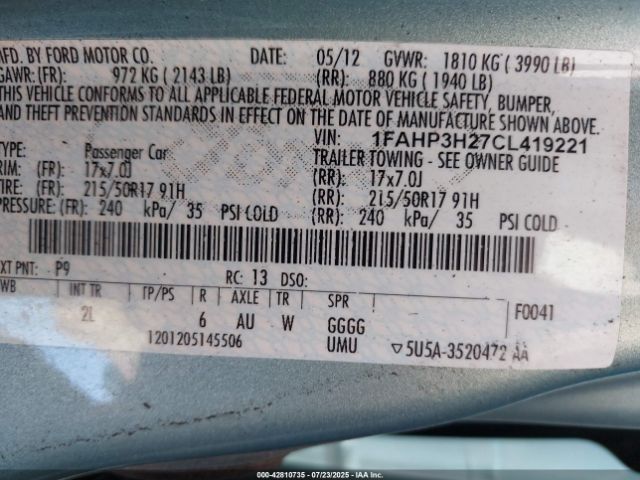 MFD. BY FORD MOTOR CO. DATE: 05/12 GVWR: 1810 KG ( 3990 LB)
GAWR: (FR): 972 KG ( 2143 LB) (RR): 880 KG ( 1940 LB)
THIS VEHICLE CONFORMS TO ALL APPLICABLE FEDERAL MOTOR VEHICLE SAFETY, BUMPER,
AND THEFT PREVENTION STANDARDS IN EFFECT ON THE DATE OF MANUFACTURE SHOWN ABOVE.
VIN: 1FAHP3H27CL419221
TYPE: Passenger Car TRAILER TOWING - SEE OWNER GUIDE
RIM: (FR) 17x7.0J (RR): 17x7.0J
TIRE: (FR) 215/50R17 91H (RR): 215/50R17 91H
PRESSURE: (FR): 240 kPa/ 35 PSI COLD (RR): 240 kPa/ 35 PSI COLD
EXT PNT: P9 RC: 13 DSO:
WB INT TR TP/PS R AXLE TR SPR F0041
2L 6 AU W GGGG
1201205145506 UMU ▽5U5A-3520472 AA
000-42810735 - 07/23/2025 - IAA Inc.